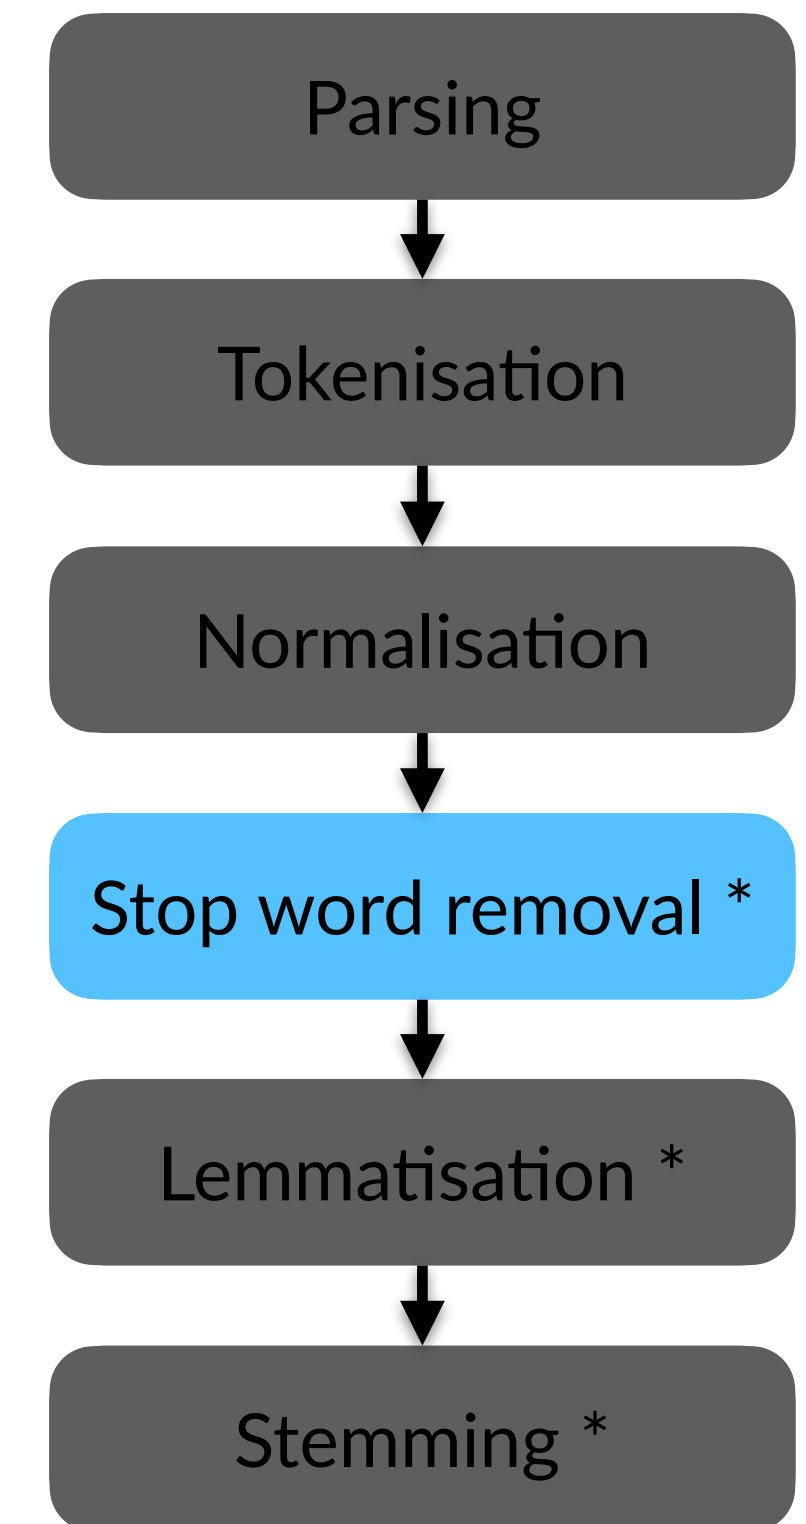 Parsing
Tokenisation
Normalisation
Stop word removal *
Lemmatisation *
Stemming *